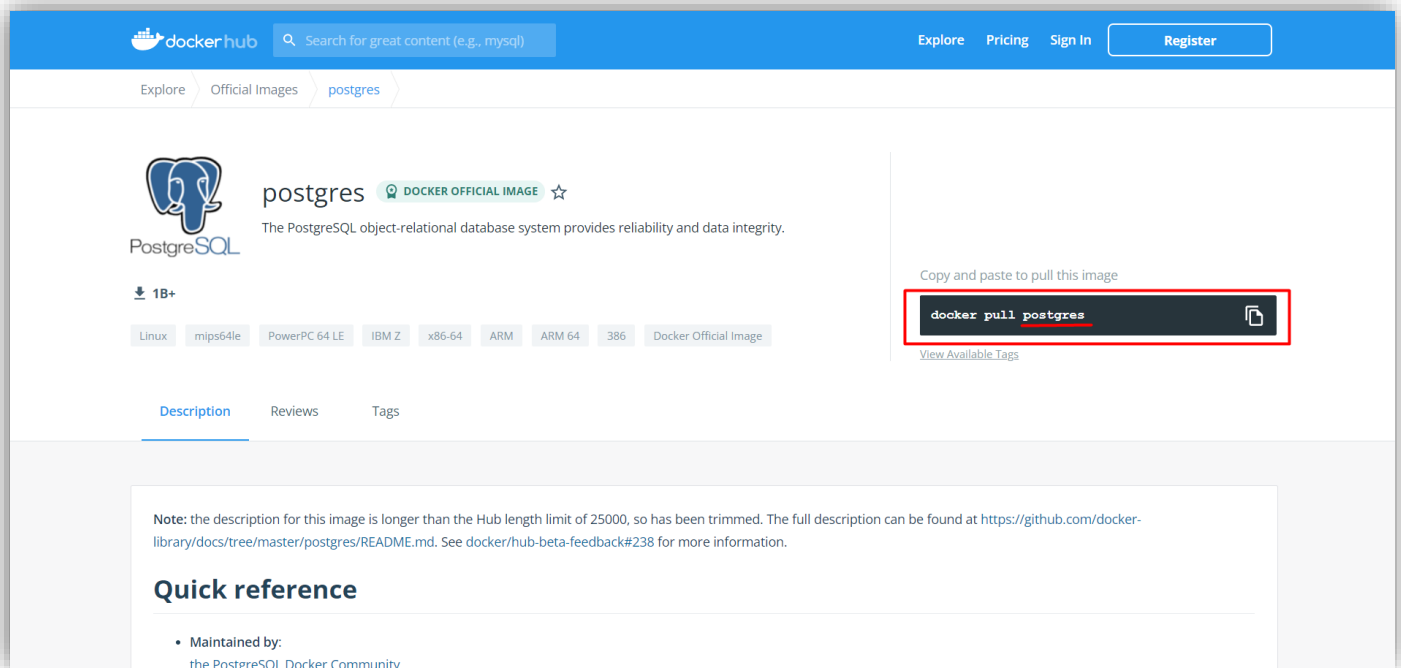 dockerhub
Search for great content (e.g., mysql)
Explore
Pricing
Sign In
Register
Explore
Official Images
postgres
PostgreSQL
postgres
DOCKER OFFICIAL IMAGE
The PostgreSQL object-relational database system provides reliability and data integrity.
1B+
Linux
mips64le
PowerPC 64 LE
IBM Z
x86-64
ARM
ARM 64
386
Docker Official Image
Copy and paste to pull this image
docker pull postgres
View Available Tags
Description
Reviews
Tags
Note: the description for this image is longer than the Hub length limit of 25000, so has been trimmed. The full description can be found at https://github.com/docker-
library/docs/tree/master/postgres/README.md. See docker/hub-beta-feedback#238 for more information.
Quick reference
• Maintained by:
the PostgreSQL Docker Community